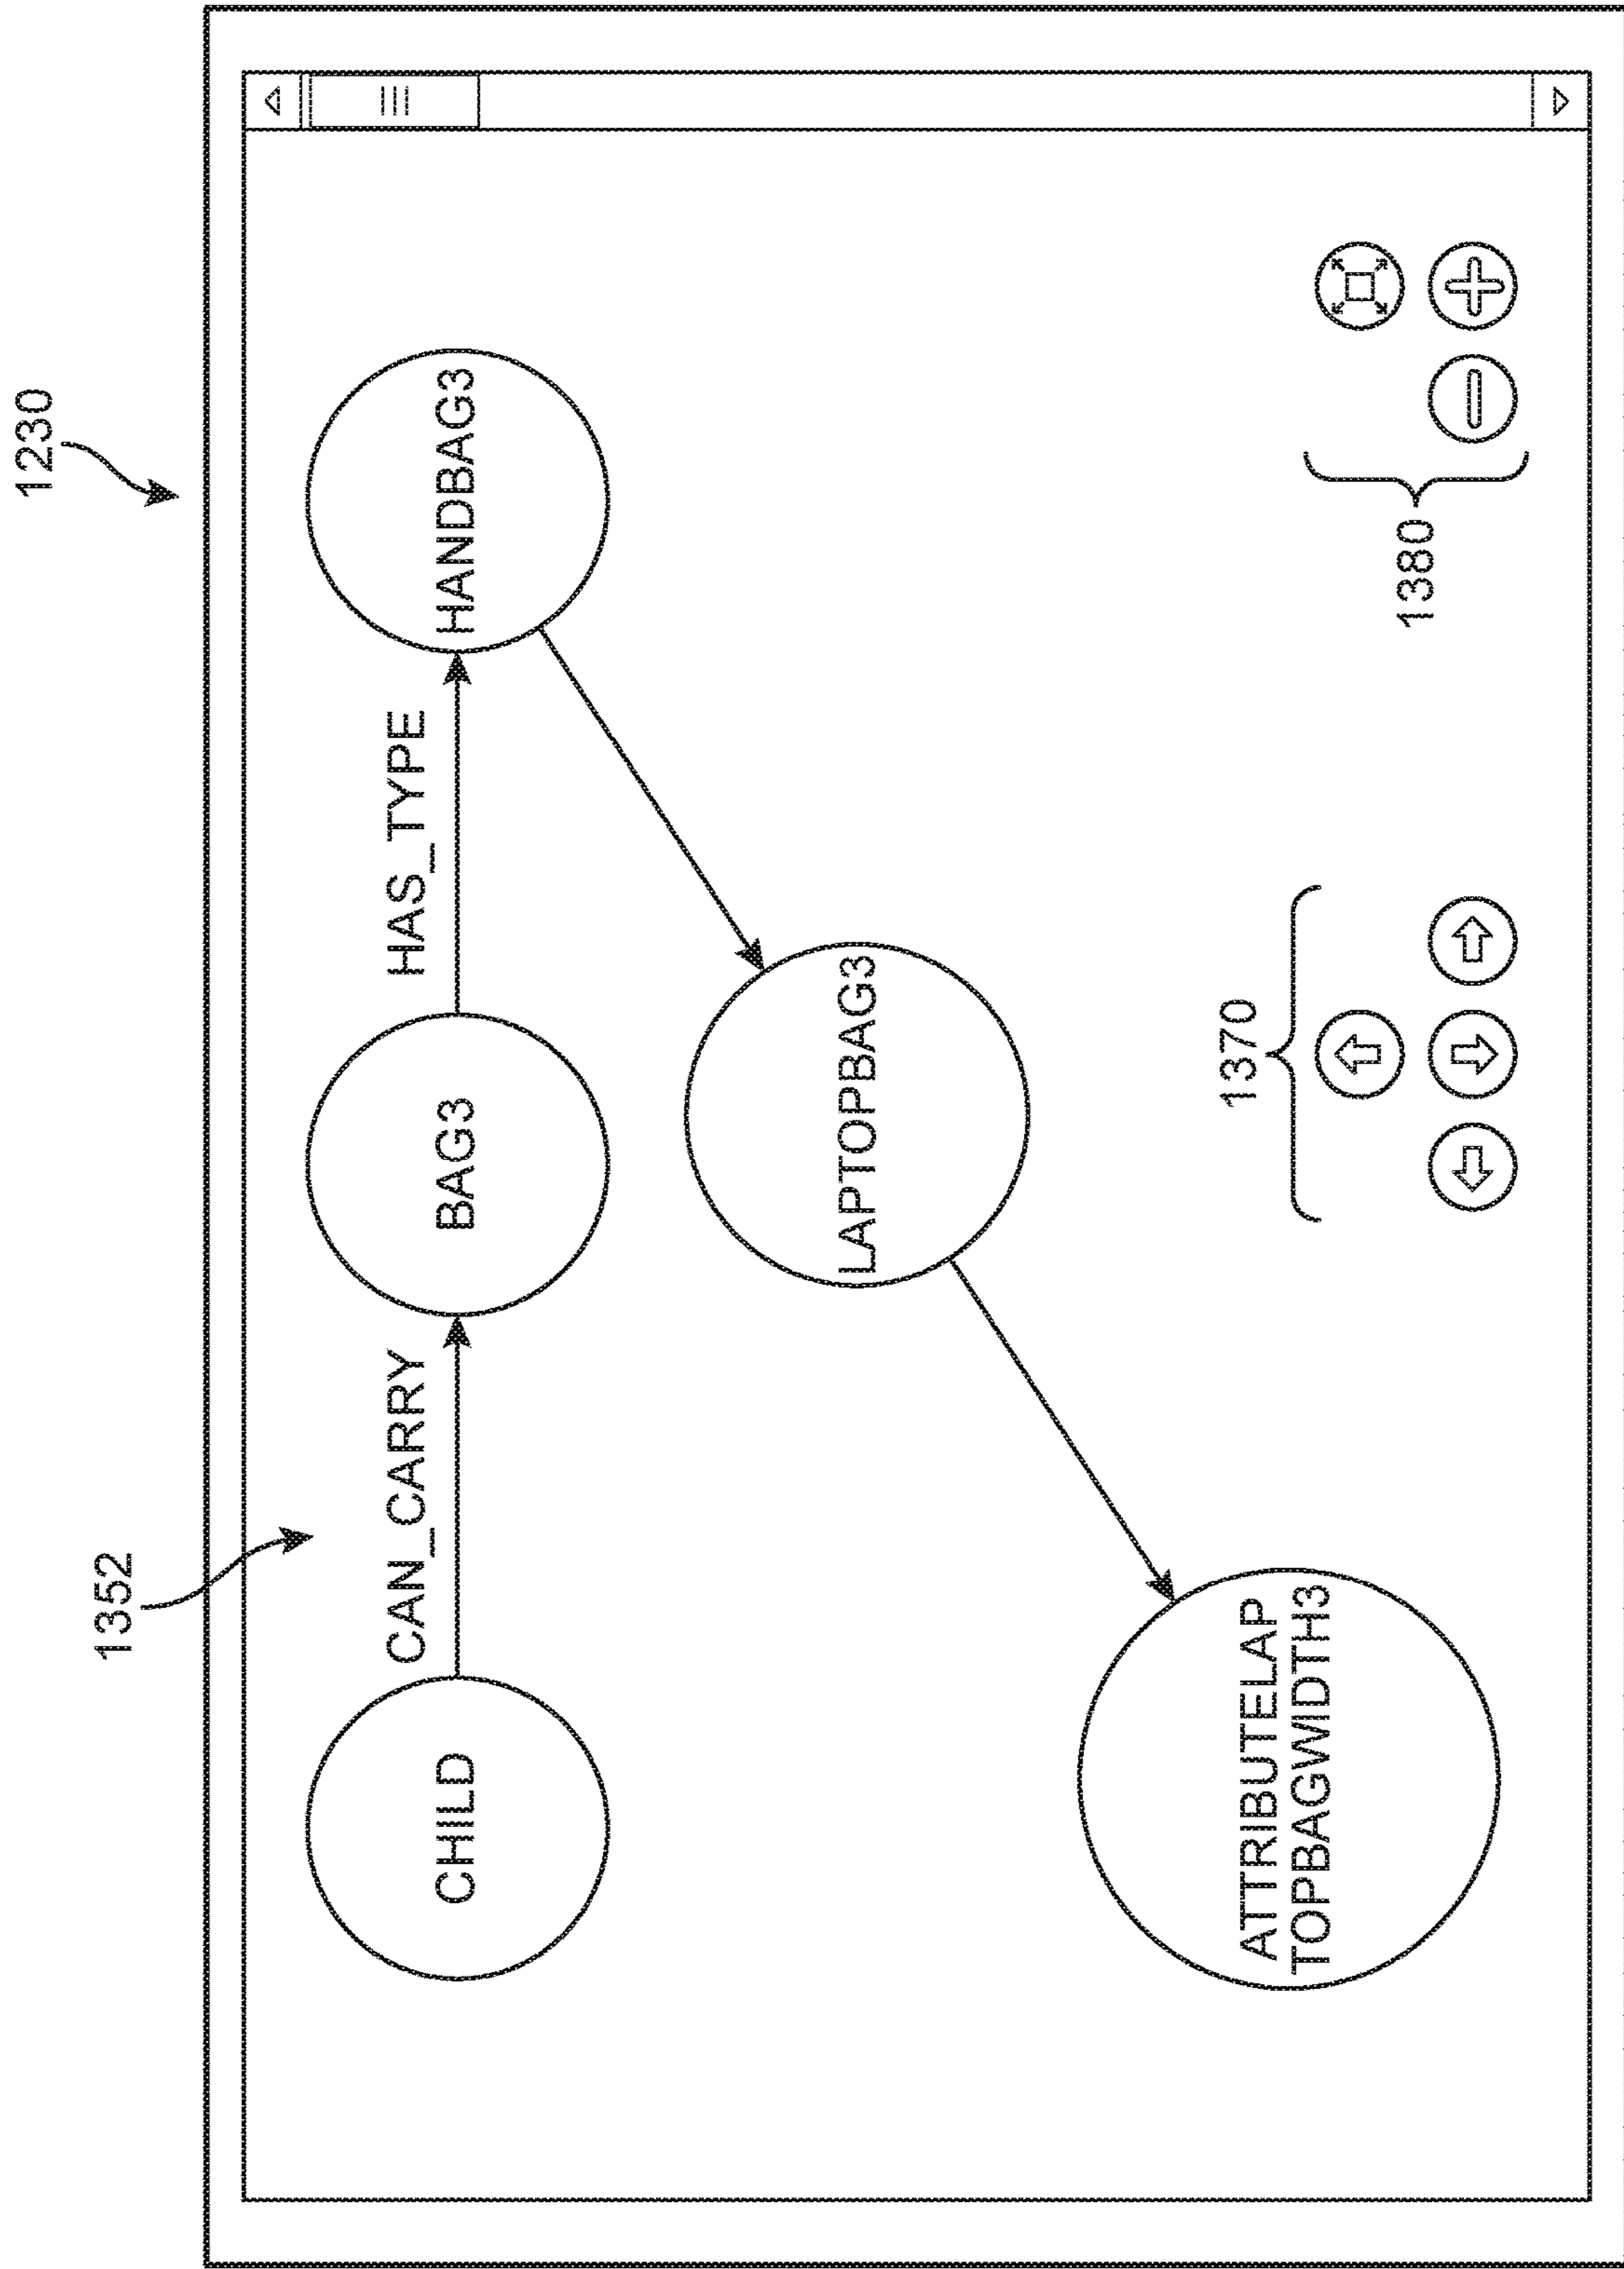 1230
1352
CHILD
CAN_CARRY
BAG3
HAS_TYPE
HANDBAG3
LAPTOPBAG3
ATTRIBUTELAP
TOPBAGWIDTH3
1370
1380